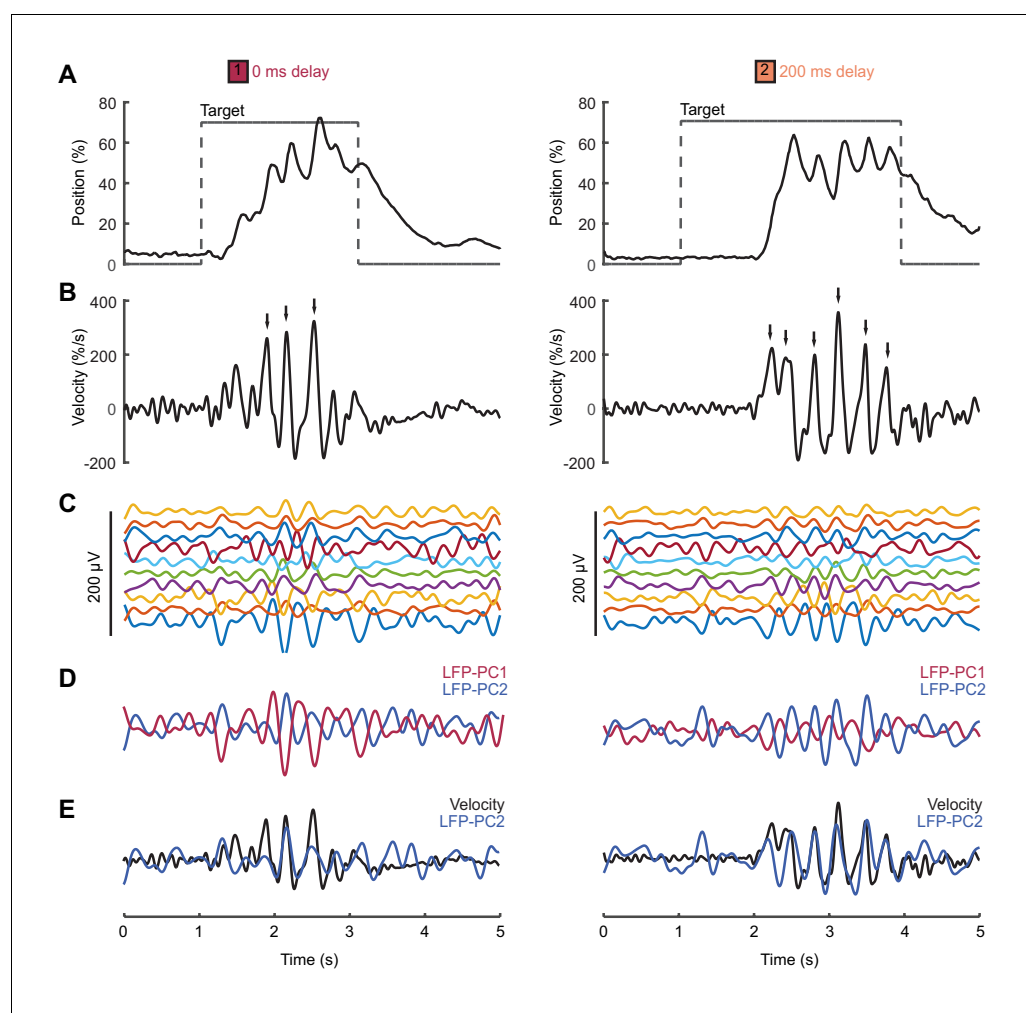 A
1 0 ms delay
2 200 ms delay
Target
Target
80
60
40
20
0
Position (%)
80
60
40
20
0
Position (%)
B
400
200
0
-200
Velocity (%/s)
400
200
0
-200
Velocity (%/s)
C
200 µV
200 µV
D
LFP-PC1
LFP-PC2
LFP-PC1
LFP-PC2
E
Velocity
LFP-PC2
Velocity
LFP-PC2
0 1 2 3 4 5
Time (s)
0 1 2 3 4 5
Time (s)